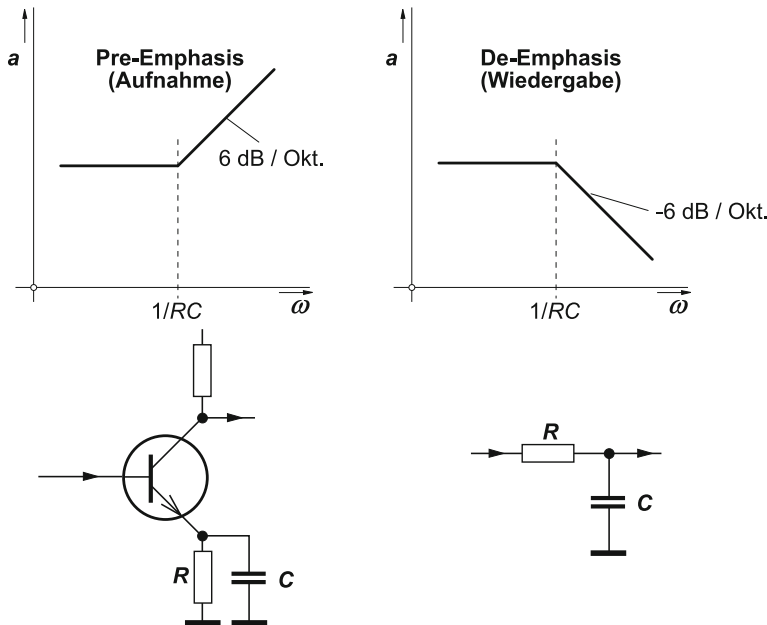 a
Pre-Emphasis
(Aufnahme)
6 dB / Okt.
1/RC
ω
a
De-Emphasis
(Wiedergabe)
-6 dB / Okt.
1/RC
ω
R
C
R
C